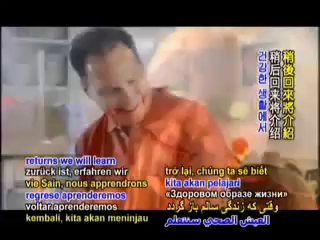 稍後回來將介紹
稍后回来将介绍
건강한 생활에서
returns we will learn
zurück ist, erfahren wir
vie Sain, nous apprendrons
regrese aprenderemos
voltar,aprenderemos
kembali, kita akan meninjau
trở lại, chúng ta sẽ biết
kita akan pelajari
«Здоровом образе жизни»
وقتی که زندگی سالم باز گردد
العيش الصحي سنتعلم